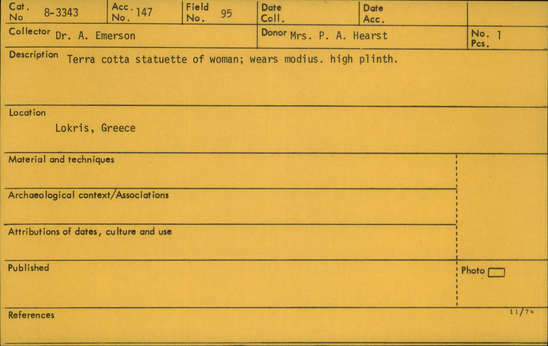 Cat. No 8-3343 Acc. No. 147 Field No. 95 Date Coll. Date Acc.
Collector Dr. A. Emerson Donor Mrs. P. A. Hearst No. 1 Pcs.
Description Terra cotta statuette of woman; wears modius. high plinth.
Location
Lokris, Greece
Material and techniques
Archaeological context/Associations
Attributions of dates, culture and use
Published Photo
References 11/74